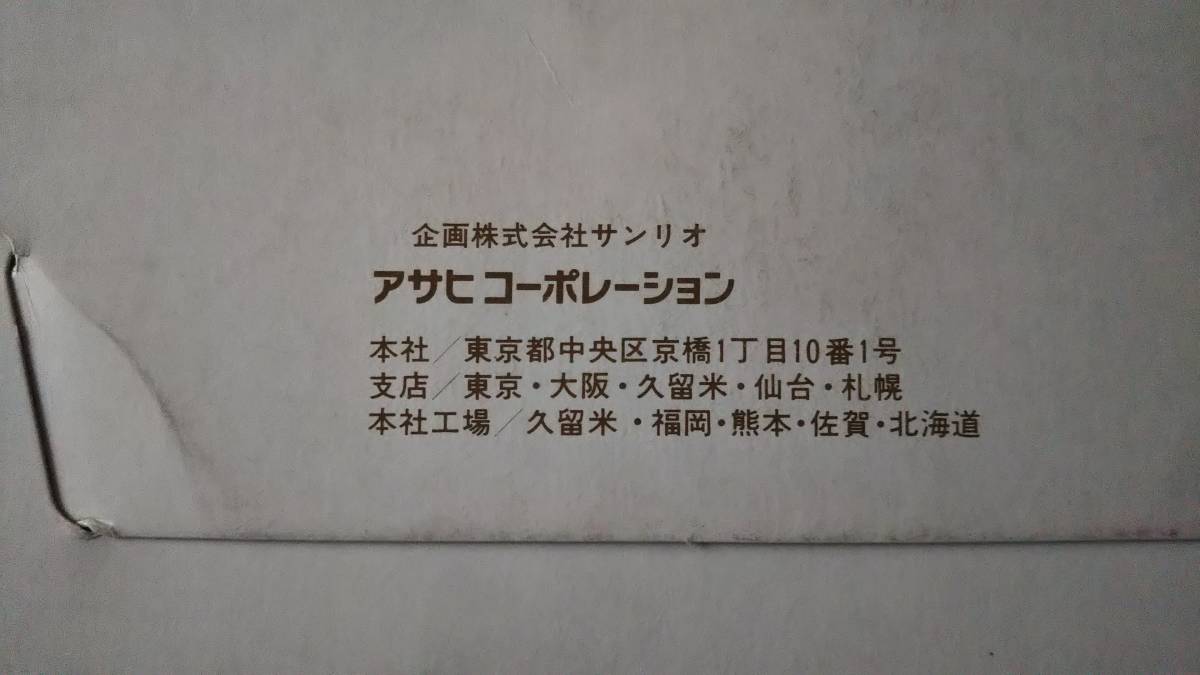 企画株式会社サンリオ
アサヒコーポレーション
本社/東京都中央区京橋1丁目10番1号
支店/東京・大阪・久留米・仙台・札幌
本社工場/久留米・福岡・熊本・佐賀・北海道